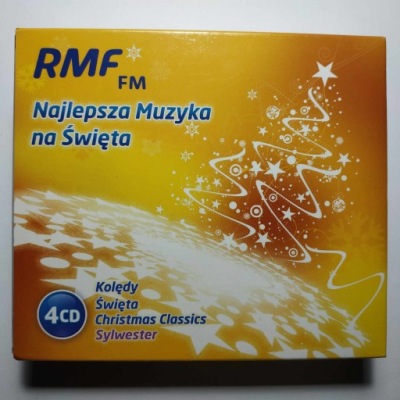 RMF
FM
Najlepsza Muzyka
na Święta
4CD
Kolędy
Święta
Christmas Classics
Sylwester